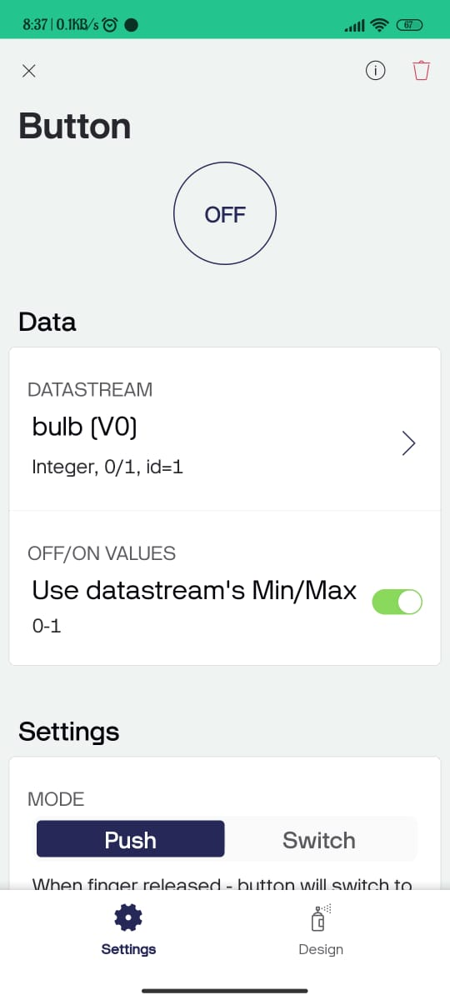 8:37 | 0.1KB/s
67
Button
OFF
Data
DATASTREAM
bulb (V0)
Integer, 0/1, id=1
OFF/ON VALUES
Use datastream's Min/Max
0-1
Settings
MODE
Push Switch
When finger released - button will switch to
Settings Design